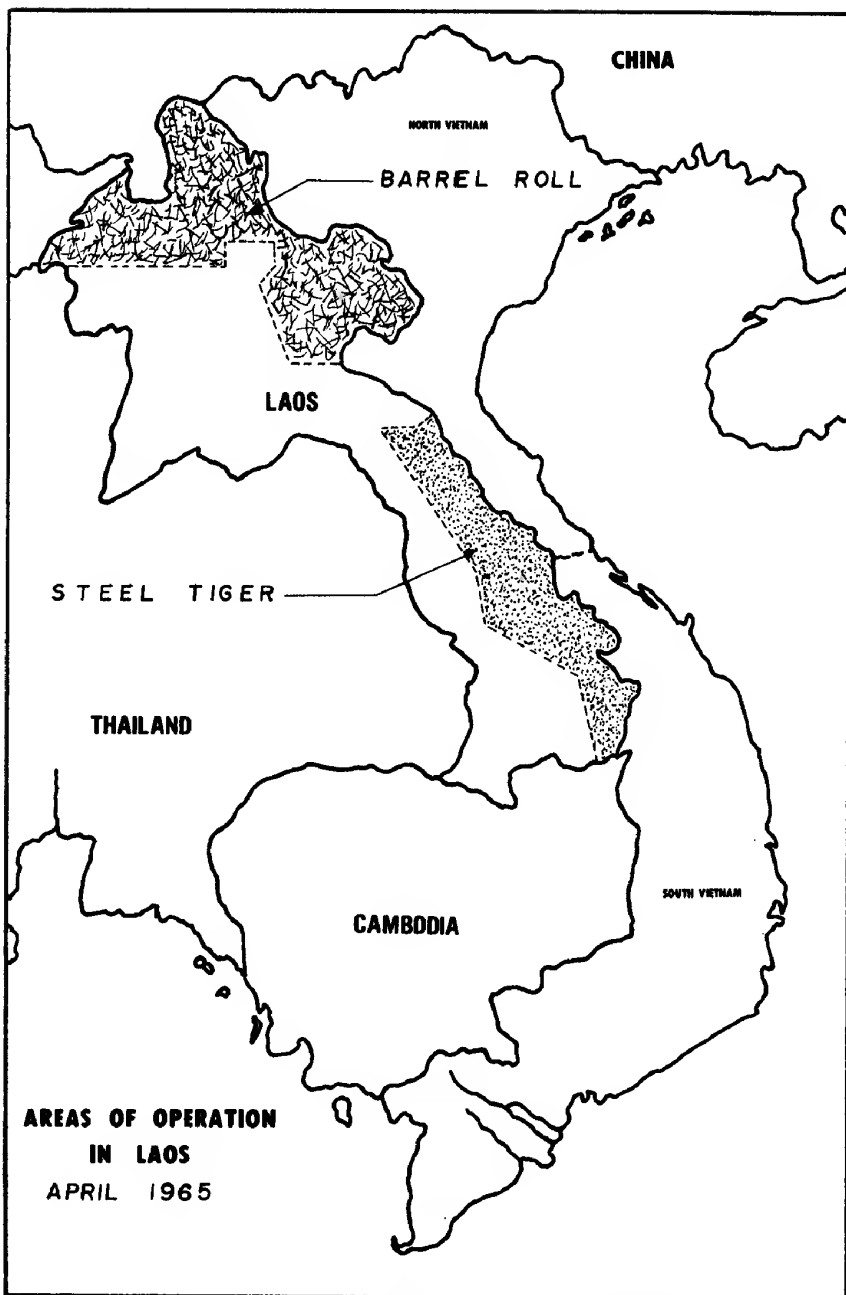 CHINA
NORTH VIETNAM
BARREL ROLL
LAOS
STEEL TIGER
THAILAND
SOUTH VIETNAM
CAMBODIA
AREAS OF OPERATION
IN LAOS
APRIL 1965